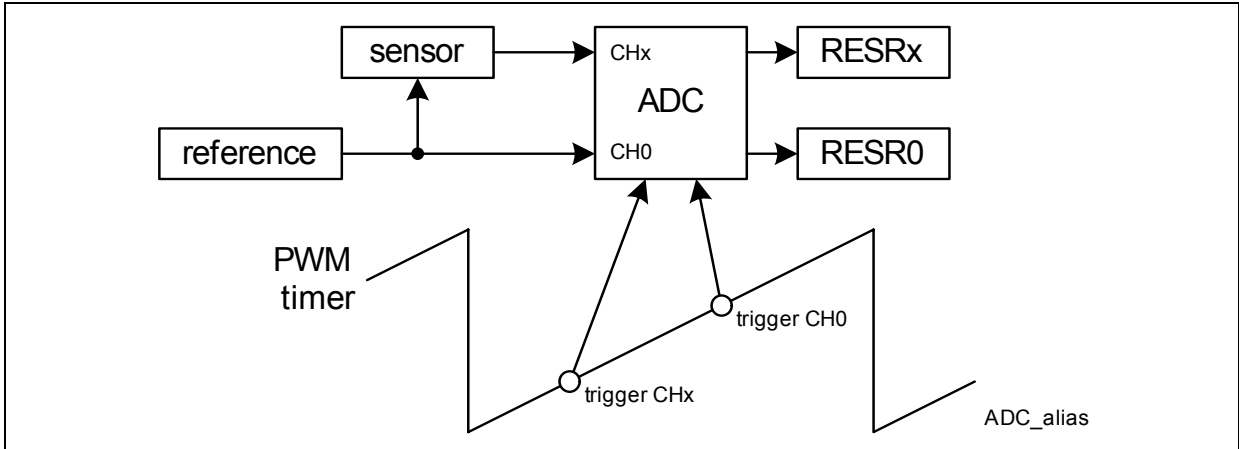 sensor
CHx
ADC
RESRx
reference
CH0
RESR0
PWM
timer
trigger CH0
trigger CHx
ADC_alias